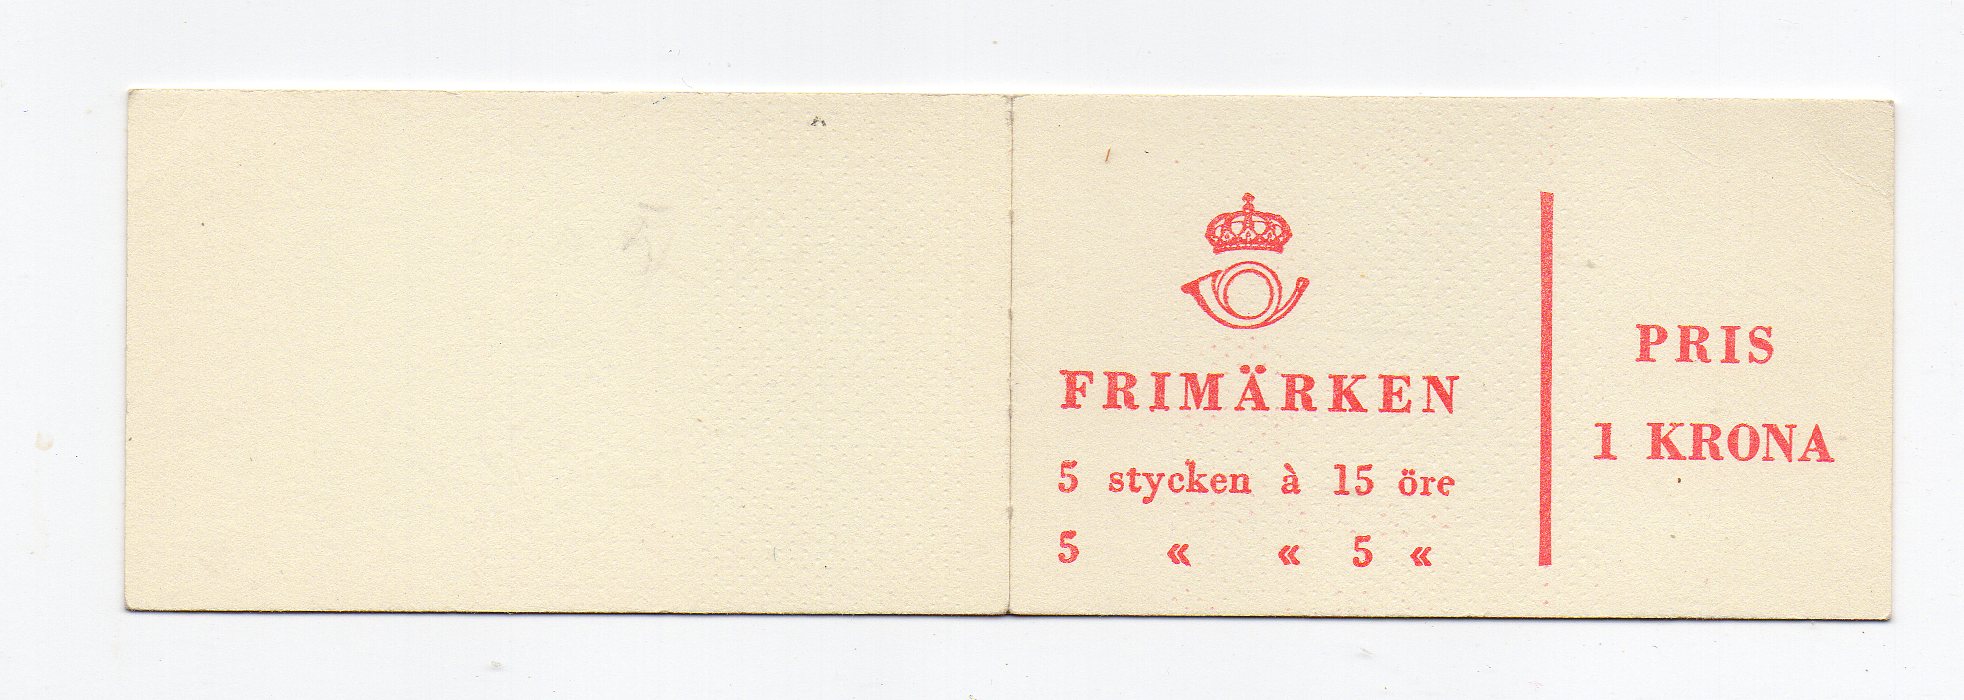 FRIMÄRKEN
5 stycken à 15 öre
5 « « 5 «
PRIS
1 KRONA